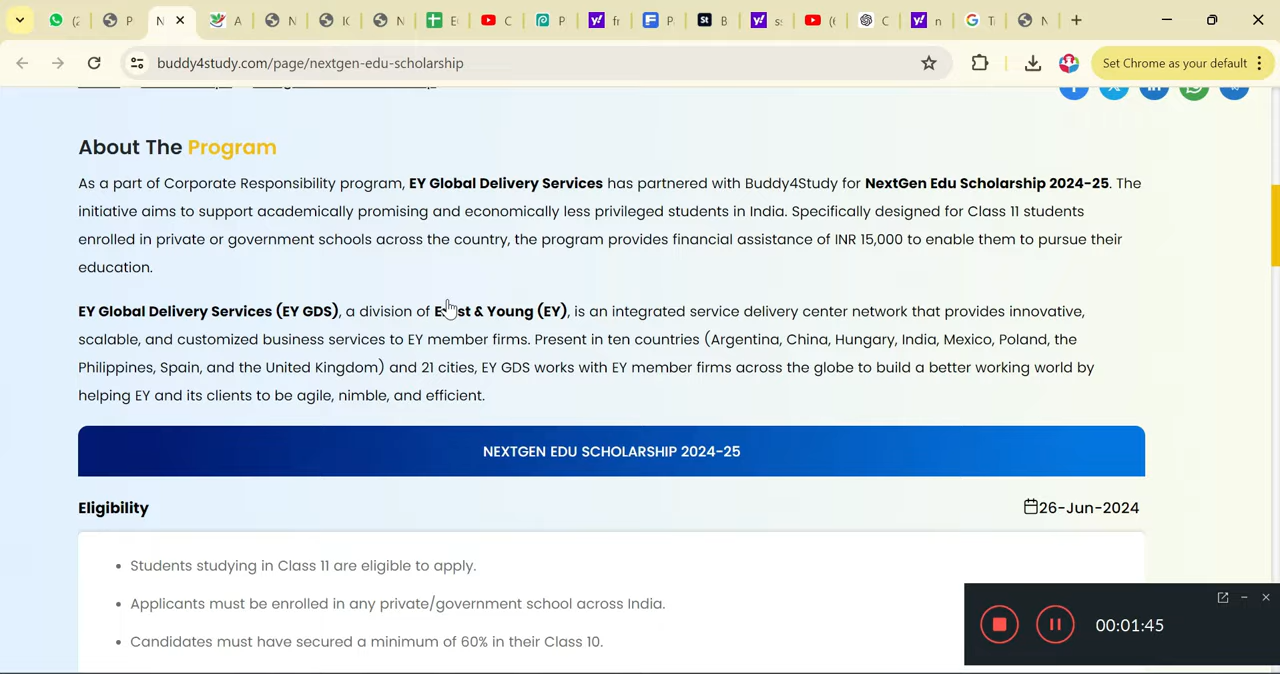 (2 P N A N IC N E C P fr P B s: (6 C n T N
buddy4study.com/page/nextgen-edu-scholarship
Set Chrome as your default
About The Program
As a part of Corporate Responsibility program, EY Global Delivery Services has partnered with Buddy4Study for NextGen Edu Scholarship 2024-25. The
initiative aims to support academically promising and economically less privileged students in India. Specifically designed for Class 11 students
enrolled in private or government schools across the country, the program provides financial assistance of INR 15,000 to enable them to pursue their
education.
EY Global Delivery Services (EY GDS), a division of Ernst & Young (EY), is an integrated service delivery center network that provides innovative,
scalable, and customized business services to EY member firms. Present in ten countries (Argentina, China, Hungary, India, Mexico, Poland, the
Philippines, Spain, and the United Kingdom) and 21 cities, EY GDS works with EY member firms across the globe to build a better working world by
helping EY and its clients to be agile, nimble, and efficient.
NEXTGEN EDU SCHOLARSHIP 2024-25
Eligibility
26-Jun-2024
• Students studying in Class 11 are eligible to apply.
• Applicants must be enrolled in any private/government school across India.
• Candidates must have secured a minimum of 60% in their Class 10.
00:01:45